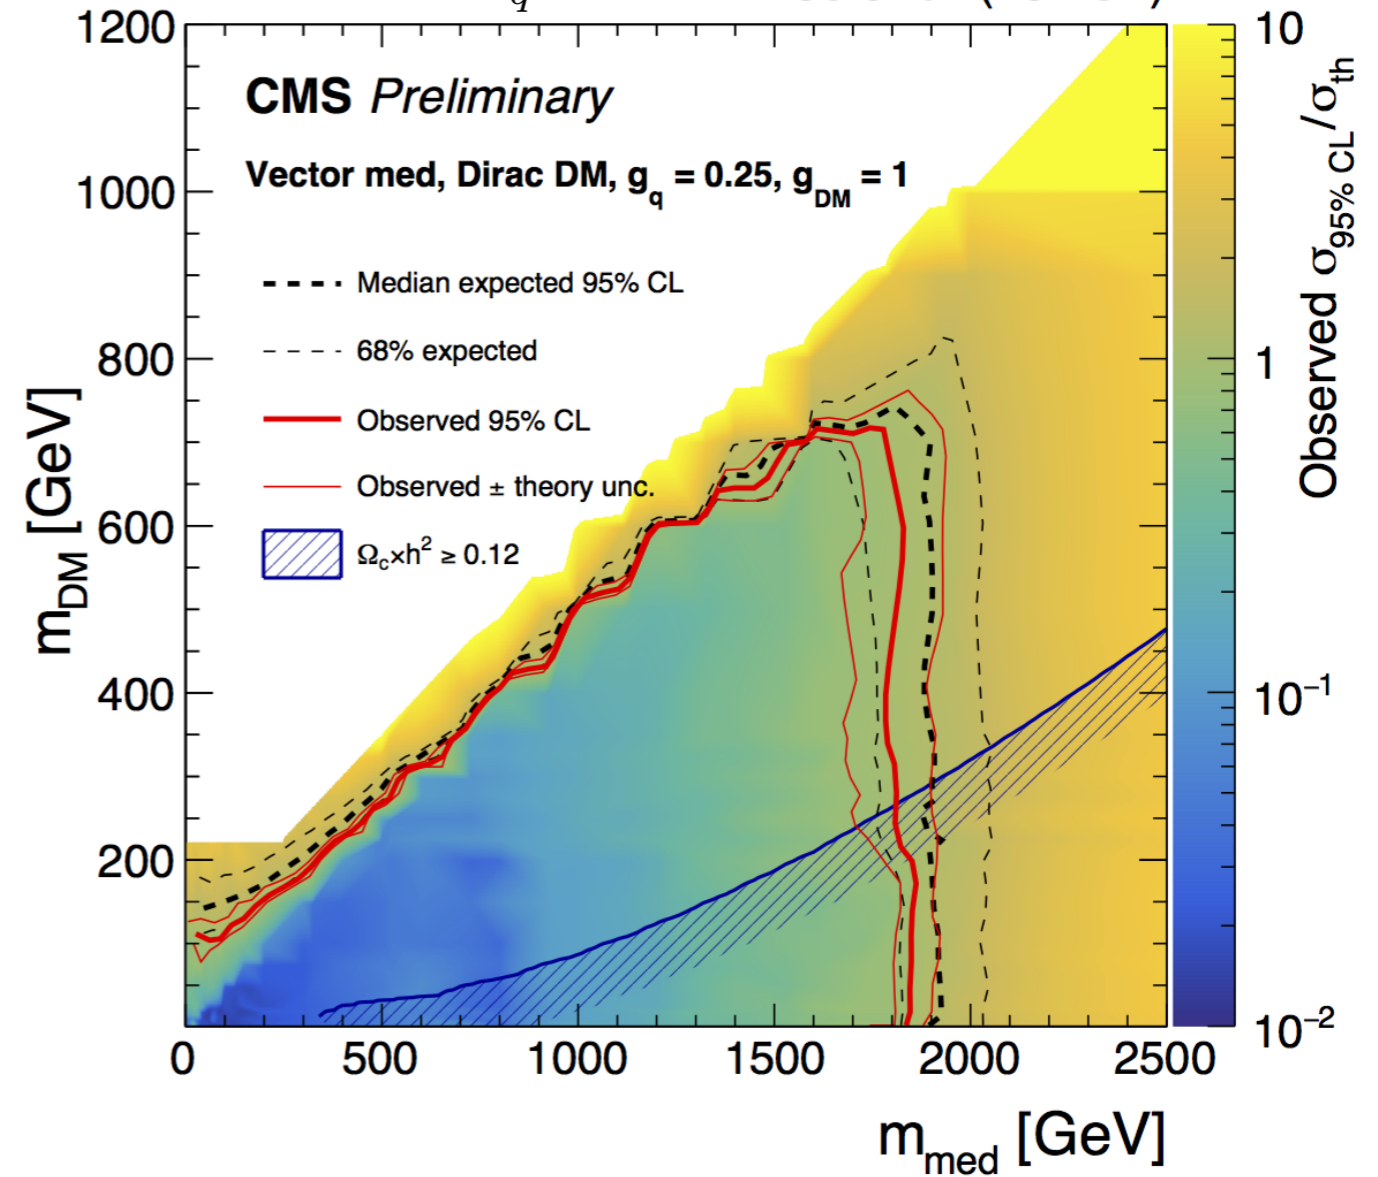 q
1200
1000
800
600
400
200
m_DM [GeV]
CMS Preliminary
Vector med, Dirac DM, g_q = 0.25, g_DM = 1
Median expected 95% CL
68% expected
Observed 95% CL
Observed ± theory unc.
Ω_c×h² ≥ 0.12
0 500 1000 1500 2000 2500
m_med [GeV]
10
1
10⁻¹
10⁻²
Observed σ_95% CL/σ_th